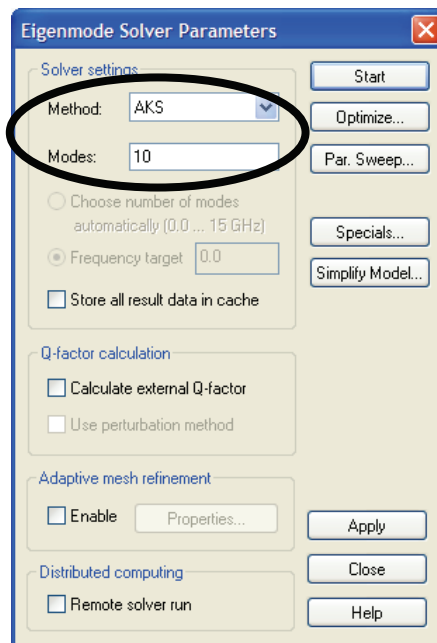 Eigenmode Solver Parameters
Solver settings
Method: AKS
Modes: 10
Choose number of modes
automatically (0.0 ... 15 GHz)
Frequency target 0.0
Store all result data in cache
Q-factor calculation
Calculate external Q-factor
Use perturbation method
Adaptive mesh refinement
Enable Properties...
Distributed computing
Remote solver run
Start
Optimize...
Par. Sweep...
Specials...
Simplify Model...
Apply
Close
Help